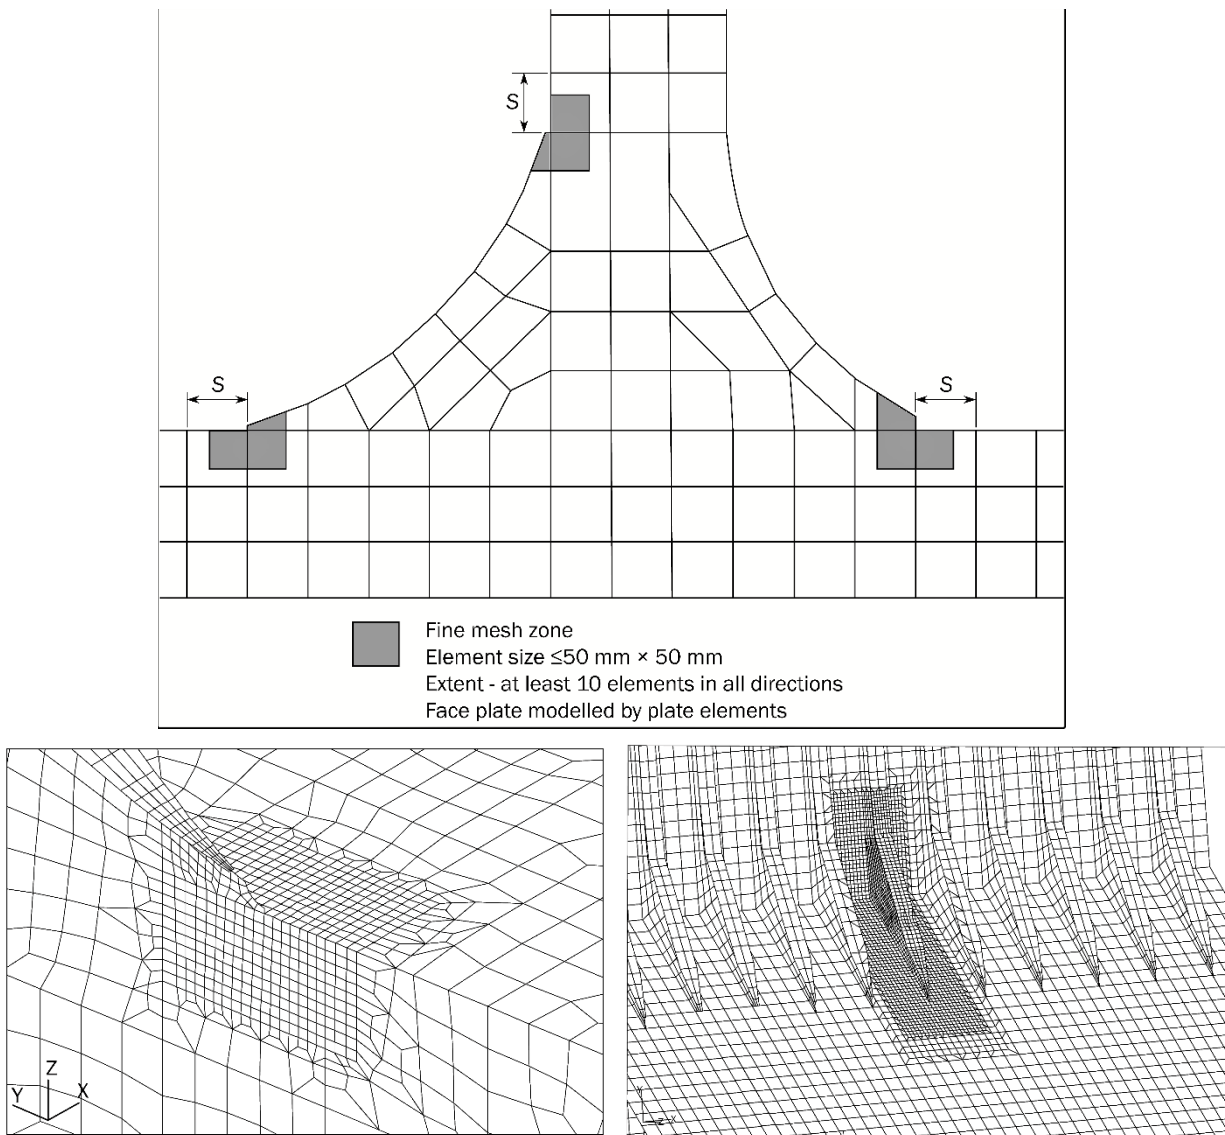 S
S
S
Fine mesh zone
Element size ≤50 mm × 50 mm
Extent - at least 10 elements in all directions
Face plate modelled by plate elements
Z
Y
X